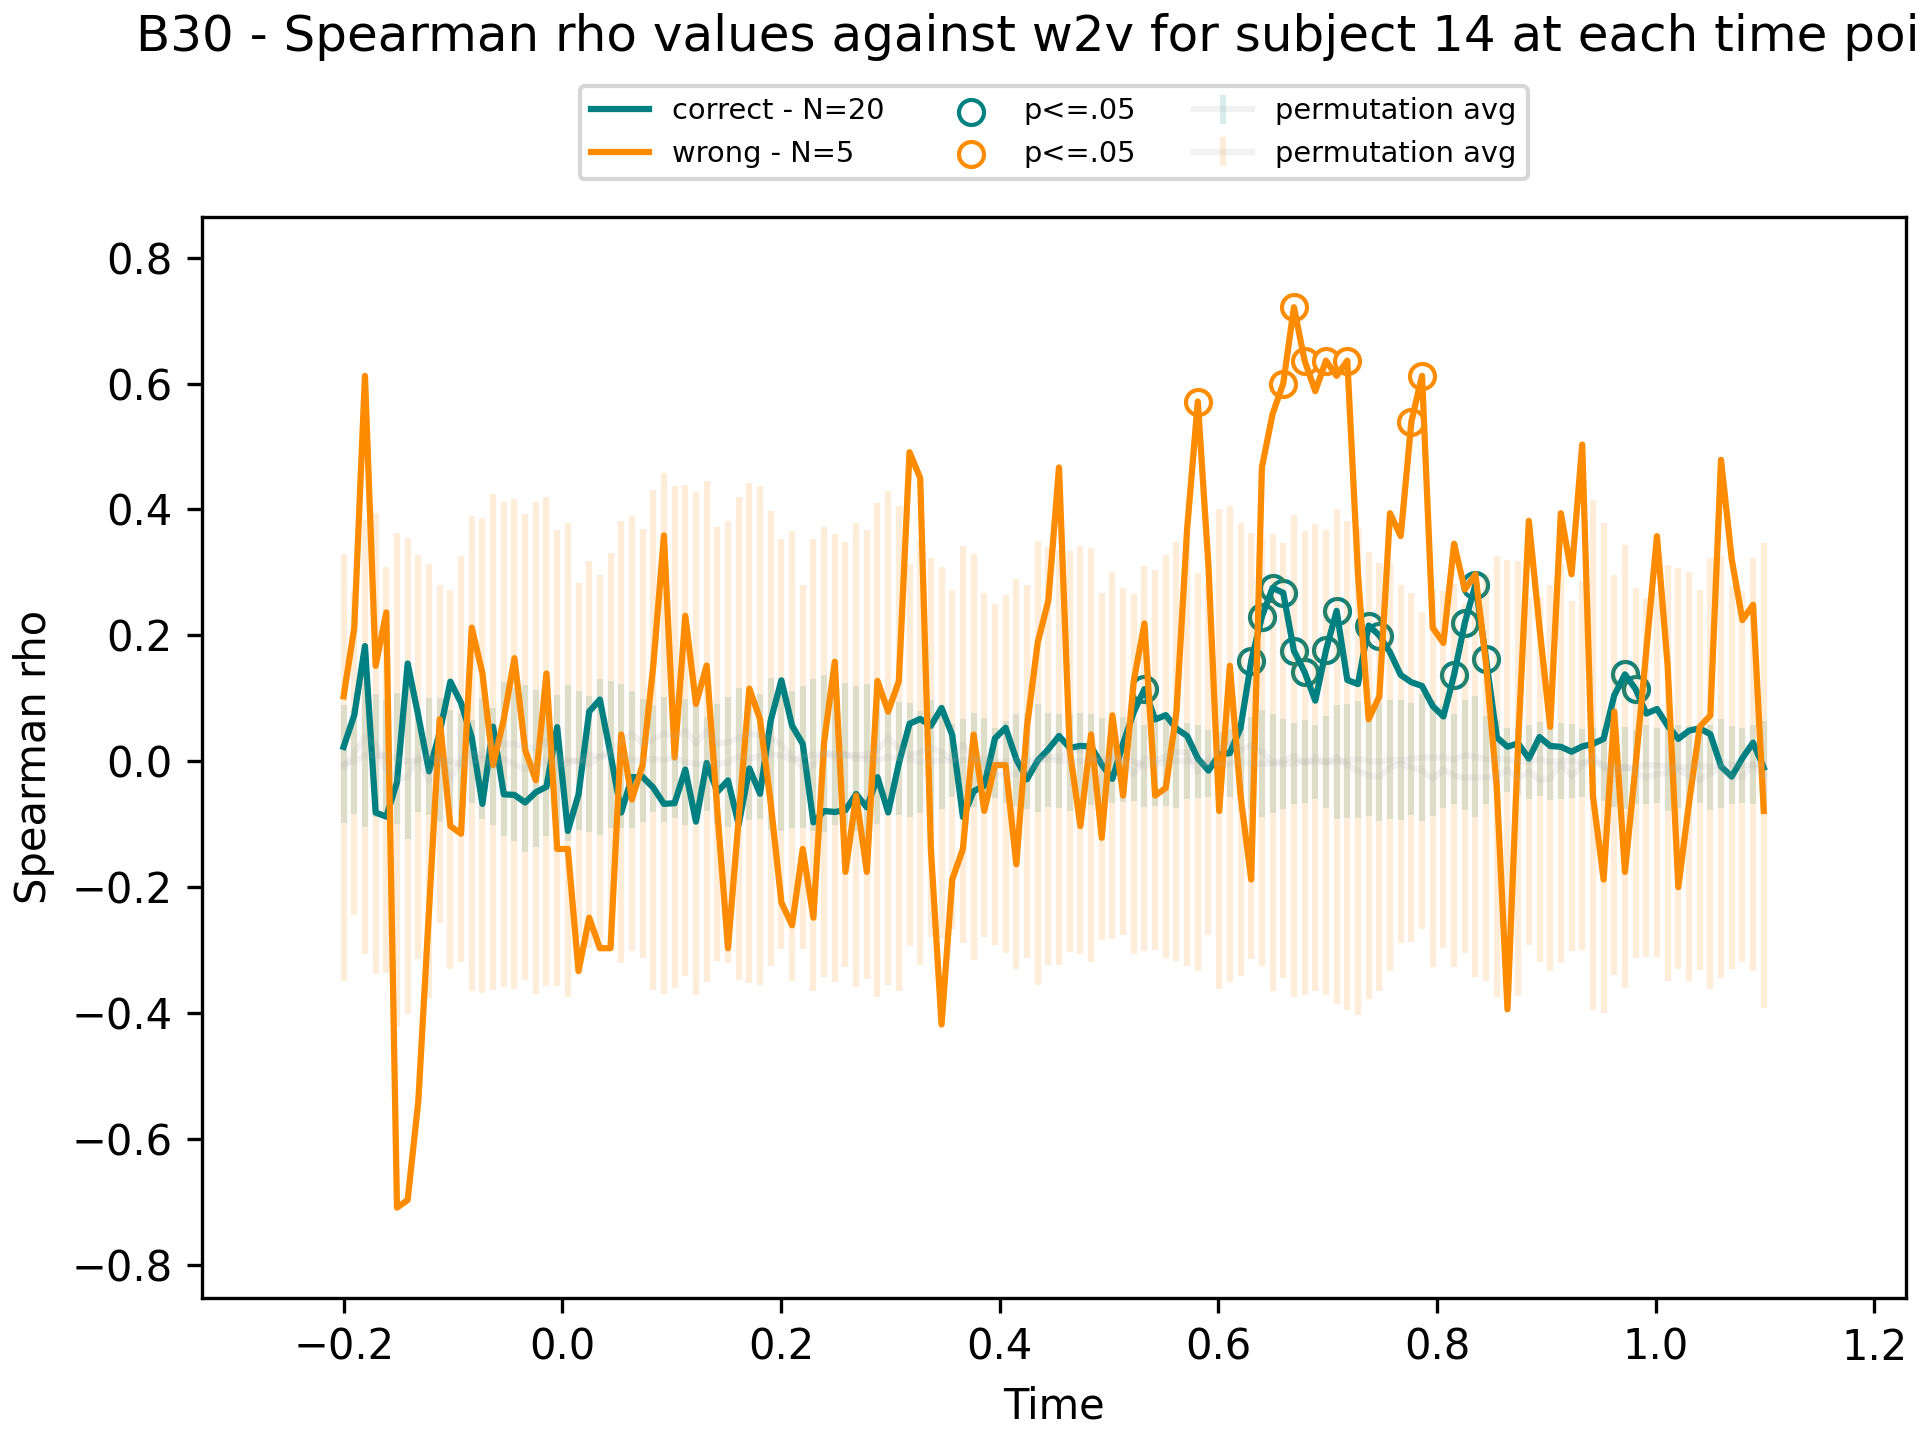 B30 - Spearman rho values against w2v for subject 14 at each time poi
correct - N=20
wrong - N=5
p<=.05
p<=.05
permutation avg
permutation avg
Spearman rho
0.8
0.6
0.4
0.2
0.0
−0.2
−0.4
−0.6
−0.8
−0.2 0.0 0.2 0.4 0.6 0.8 1.0 1.2
Time